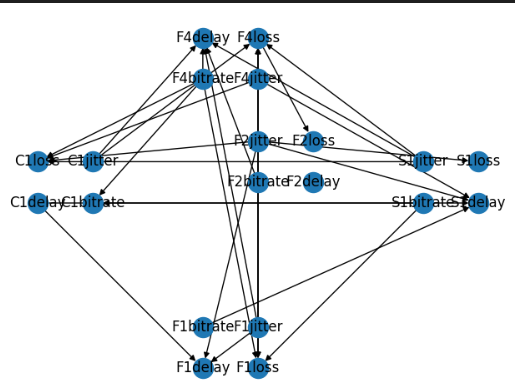 F4delay F4loss
F4bitrate F4jitter
F2jitter F2loss
C1loss C1jitter S1jitter S1loss
F2bitrate F2delay
C1delay C1bitrate S1bitrate S1delay
F1bitrate F1jitter
F1delay F1loss